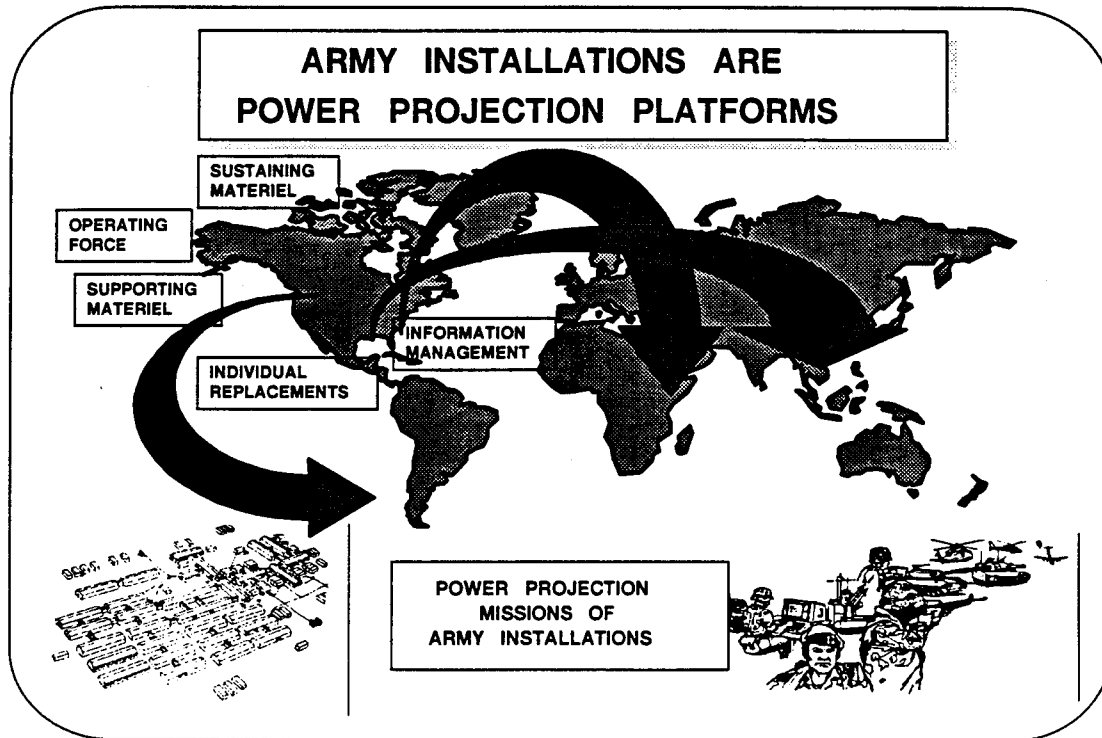 ARMY INSTALLATIONS ARE
POWER PROJECTION PLATFORMS
SUSTAINING
MATERIEL
OPERATING
FORCE
SUPPORTING
MATERIEL
INFORMATION
MANAGEMENT
INDIVIDUAL
REPLACEMENTS
POWER PROJECTION
MISSIONS OF
ARMY INSTALLATIONS